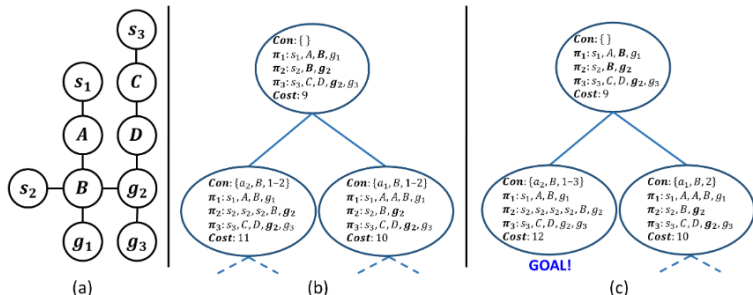 s₃
s₁
C
A
D
s₂
B
g₂
g₁
g₃
(a)
Con: { }
π₁: s₁, A, B, g₁
π₂: s₂, B, g₂
π₃: s₃, C, D, g₂, g₃
Cost: 9
Con: {a₂, B, 1−2}
π₁: s₁, A, B, g₁
π₂: s₂, s₂, s₂, B, g₂
π₃: s₃, C, D, g₂, g₃
Cost: 11
Con: {a₁, B, 1−2}
π₁: s₁, A, A, B, g₁
π₂: s₂, B, g₂
π₃: s₃, C, D, g₂, g₃
Cost: 10
(b)
Con: { }
π₁: s₁, A, B, g₁
π₂: s₂, B, g₂
π₃: s₃, C, D, g₂, g₃
Cost: 9
Con: {a₂, B, 1−3}
π₁: s₁, A, B, g₁
π₂: s₂, s₂, s₂, s₂, B, g₂
π₃: s₃, C, D, g₂, g₃
Cost: 12
GOAL!
Con: {a₁, B, 2}
π₁: s₁, A, A, B, g₁
π₂: s₂, B, g₂
π₃: s₃, C, D, g₂, g₃
Cost: 10
(c)